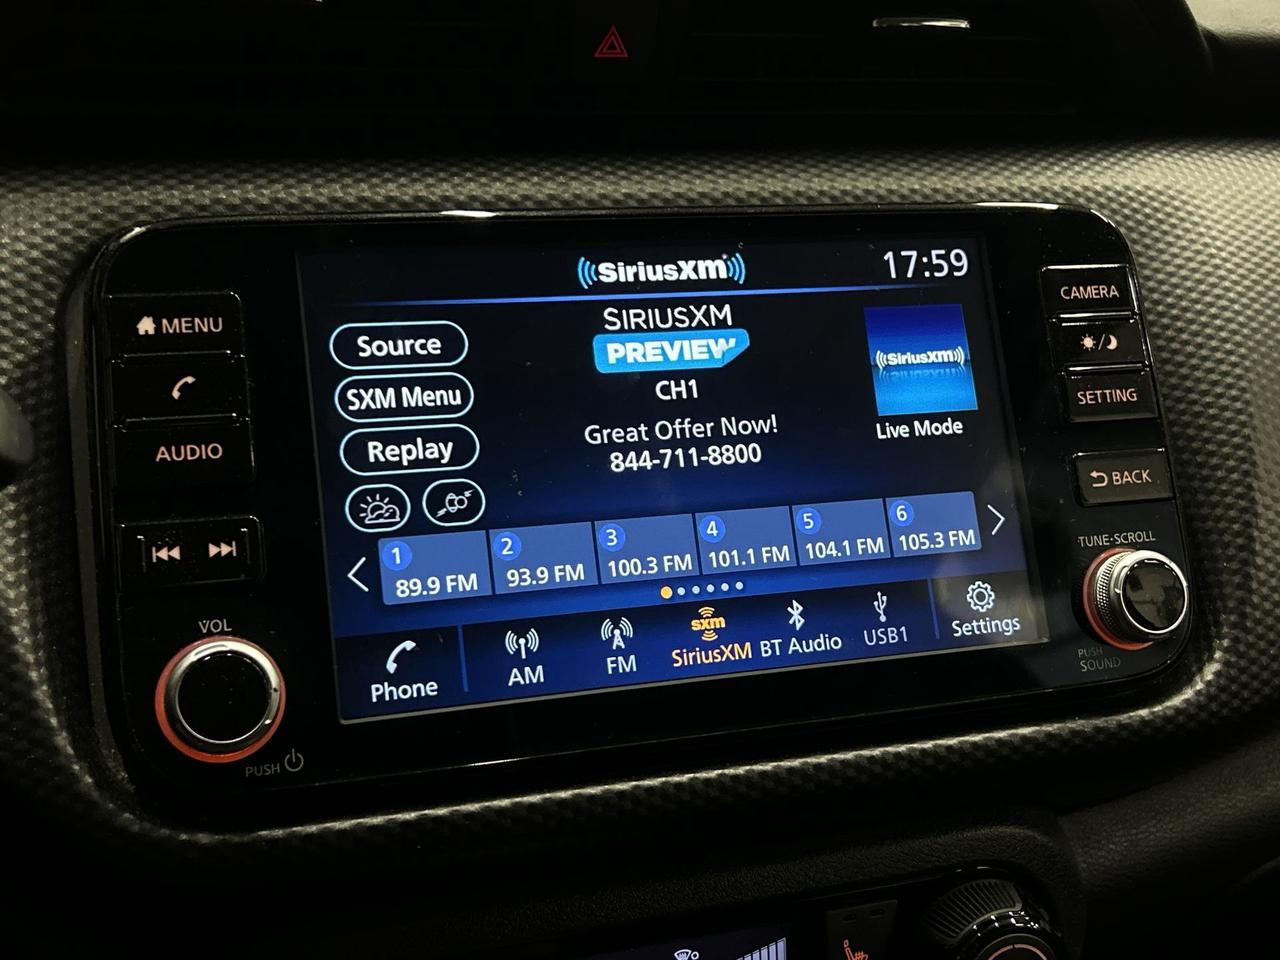 SiriusXM
17:59
MENU
AUDIO
VOL
PUSH
Source
SXM Menu
Replay
SIRIUSXM
PREVIEW
CH1
Great Offer Now!
844-711-8800
SiriusXM
Live Mode
1 89.9 FM
2 93.9 FM
3 100.3 FM
4 101.1 FM
5 104.1 FM
6 105.3 FM
Phone
AM
FM
sxm
SiriusXM
BT Audio
USB1
Settings
CAMERA
SETTING
BACK
TUNE·SCROLL
PUSH
SOUND